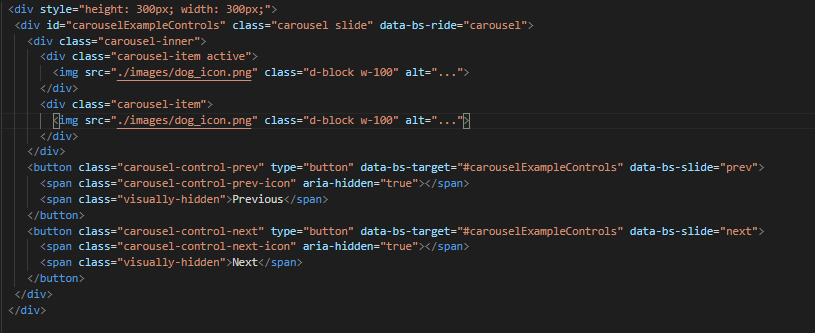 <div style="height: 300px; width: 300px;">
<div id="carouselExampleControls" class="carousel slide" data-bs-ride="carousel">
<div class="carousel-inner">
<div class="carousel-item active">
<img src="./images/dog_icon.png" class="d-block w-100" alt="...">
</div>
<div class="carousel-item">
<img src="./images/dog_icon.png" class="d-block w-100" alt="...">
</div>
</div>
<button class="carousel-control-prev" type="button" data-bs-target="#carouselExampleControls" data-bs-slide="prev">
<span class="carousel-control-prev-icon" aria-hidden="true"></span>
<span class="visually-hidden">Previous</span>
</button>
<button class="carousel-control-next" type="button" data-bs-target="#carouselExampleControls" data-bs-slide="next">
<span class="carousel-control-next-icon" aria-hidden="true"></span>
<span class="visually-hidden">Next</span>
</button>
</div>
</div>